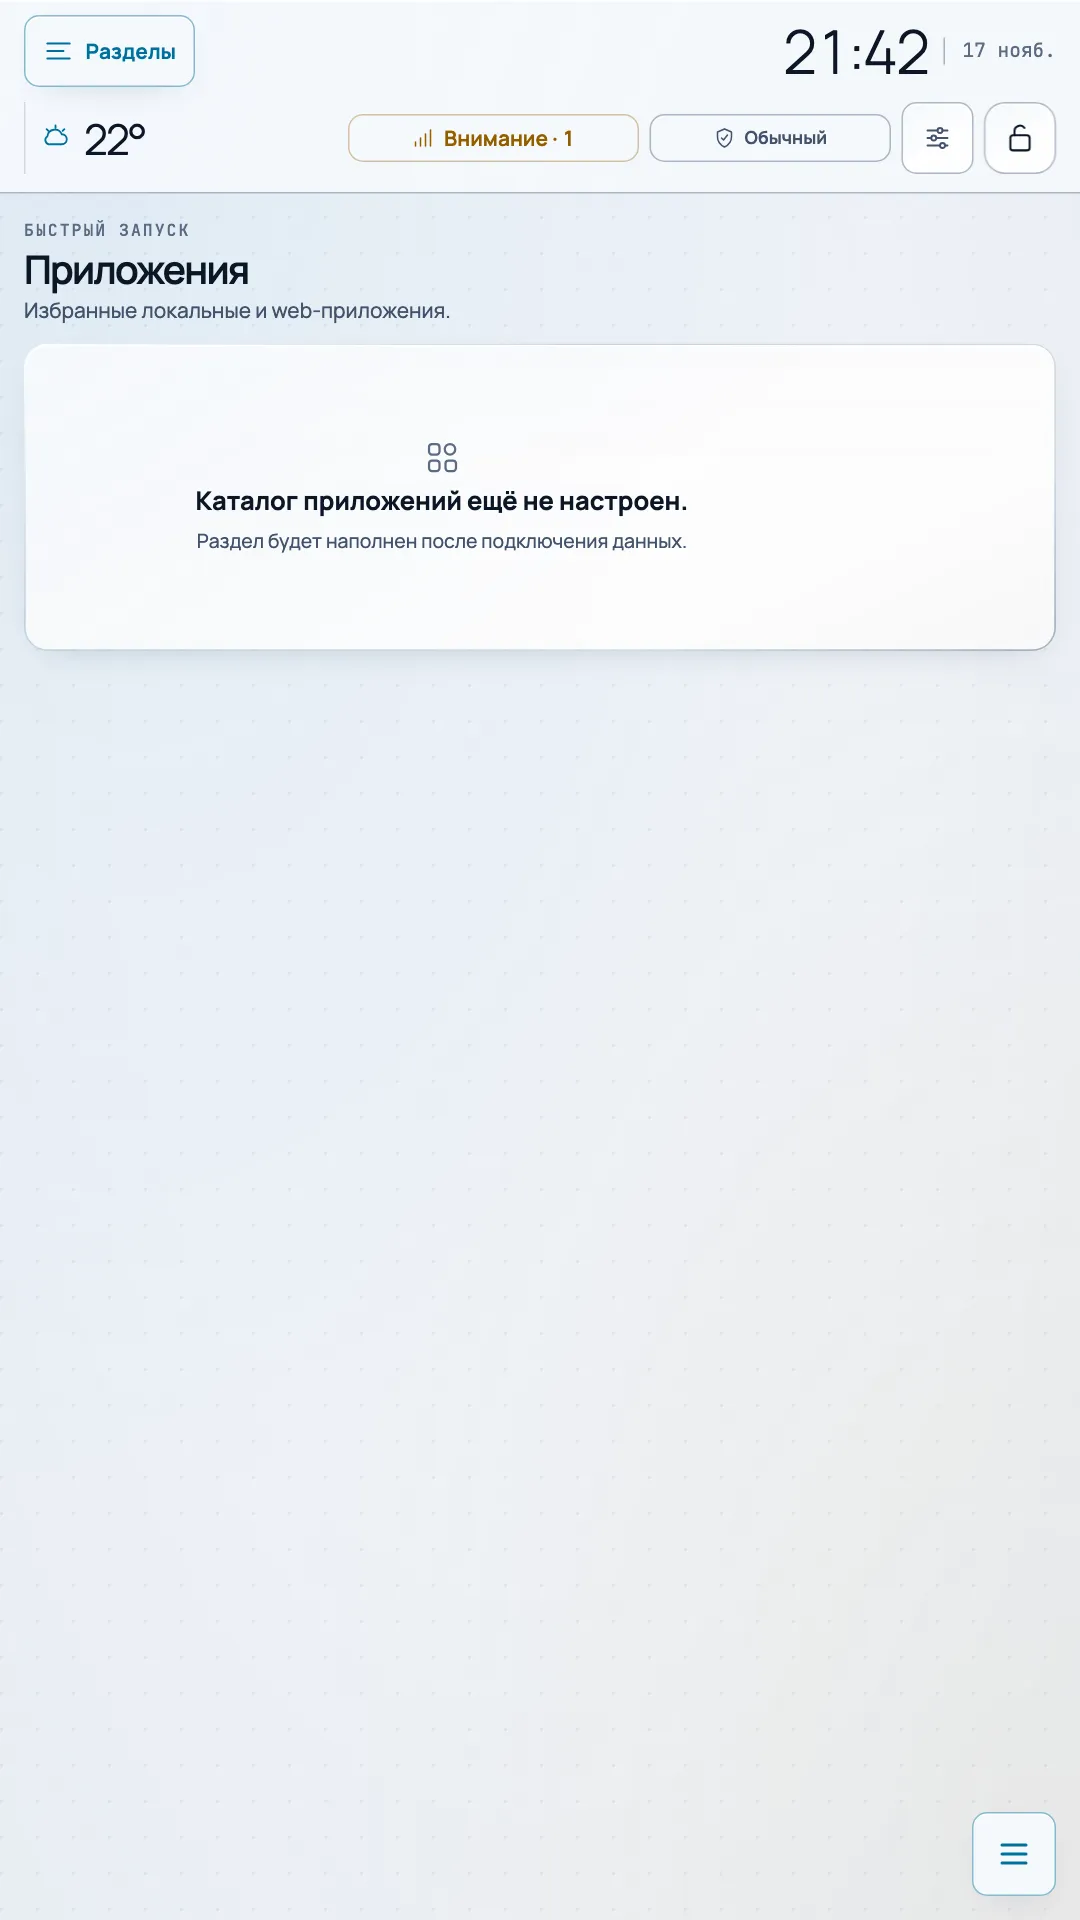 Разделы
21:42
17 нояб.
22°
Внимание · 1
Обычный
БЫСТРЫЙ ЗАПУСК
Приложения
Избранные локальные и web-приложения.
Каталог приложений ещё не настроен.
Раздел будет наполнен после подключения данных.